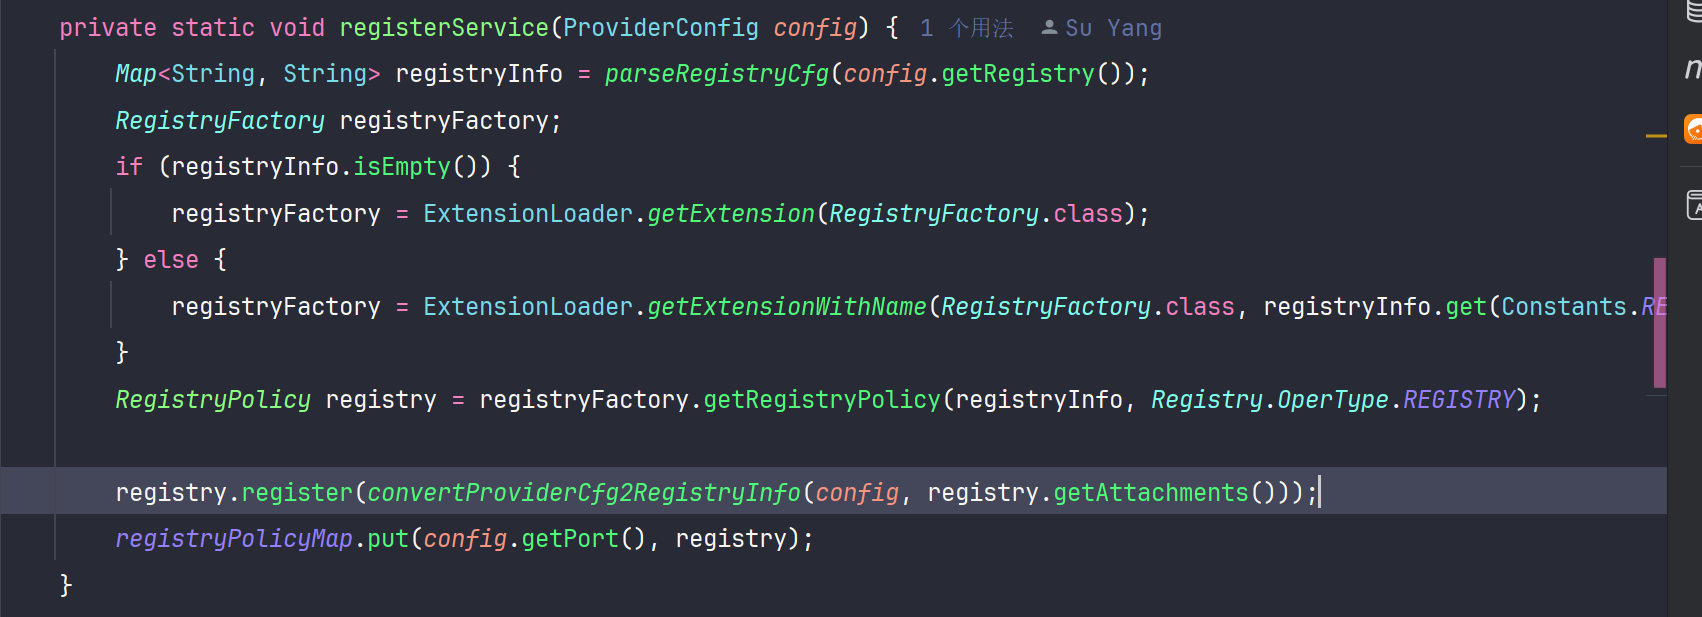 private static void registerService(ProviderConfig config) { 1 个用法 Su Yang
Map<String, String> registryInfo = parseRegistryCfg(config.getRegistry());
RegistryFactory registryFactory;
if (registryInfo.isEmpty()) {
registryFactory = ExtensionLoader.getExtension(RegistryFactory.class);
} else {
registryFactory = ExtensionLoader.getExtensionWithName(RegistryFactory.class, registryInfo.get(Constants.RE
}
RegistryPolicy registry = registryFactory.getRegistryPolicy(registryInfo, Registry.OperType.REGISTRY);
registry.register(convertProviderCfg2RegistryInfo(config, registry.getAttachments()));
registryPolicyMap.put(config.getPort(), registry);
}